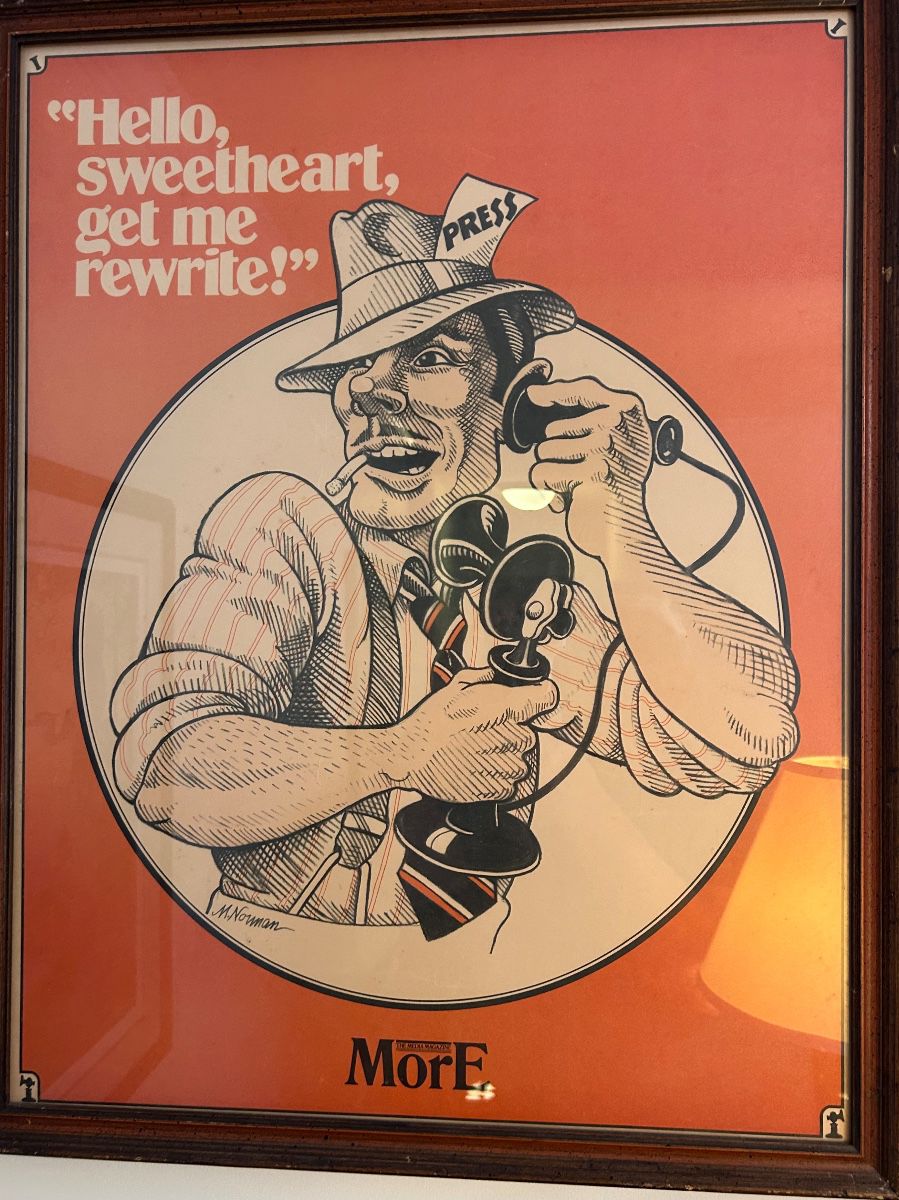 “Hello,
sweetheart,
get me
rewrite!”
PRESS
M. Norman
THE MEDIA MAGAZINE
MorE